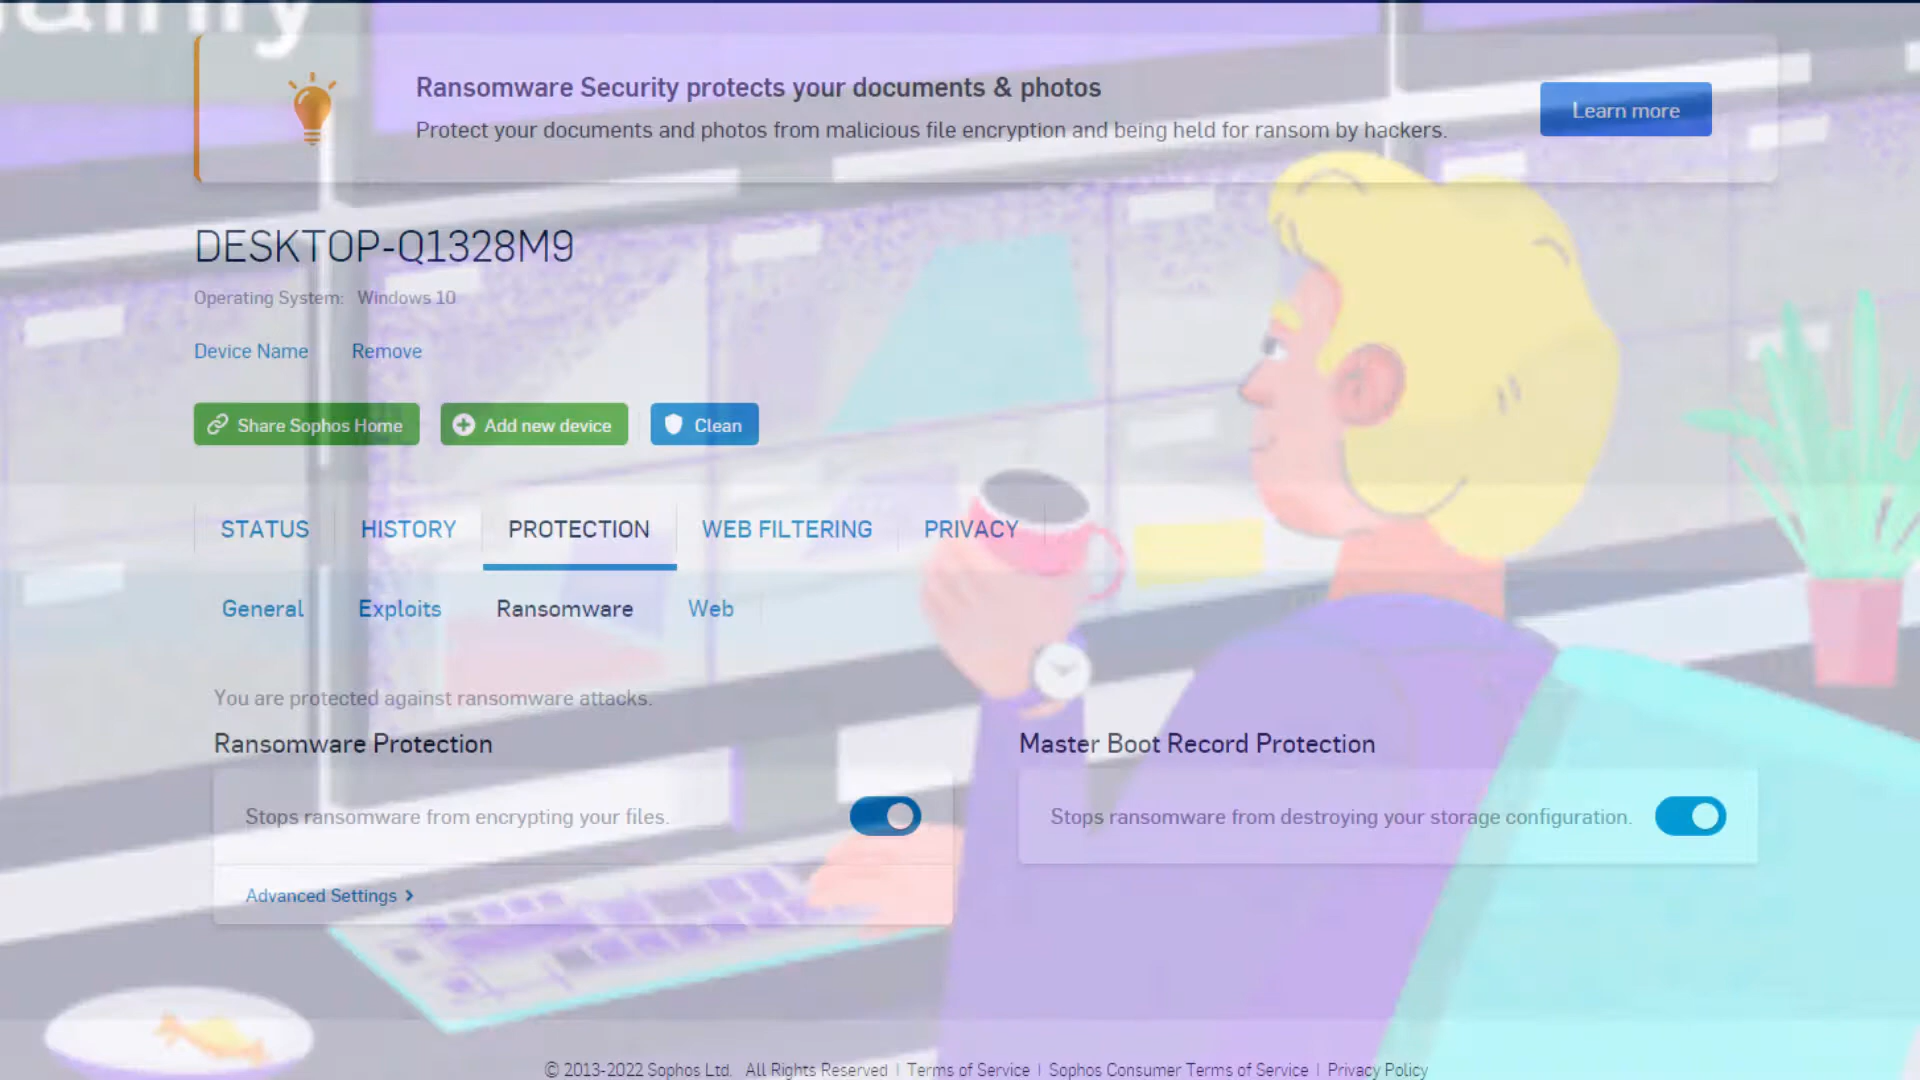 Ransomware Security protects your documents & photos
Protect your documents and photos from malicious file encryption and being held for ransom by hackers.
Learn more
DESKTOP-Q1328M9
Operating System: Windows 10
Device Name Remove
Share Sophos Home Add new device Clean
STATUS HISTORY PROTECTION WEB FILTERING PRIVACY
General Exploits Ransomware Web
You are protected against ransomware attacks.
Ransomware Protection Master Boot Record Protection
Stops ransomware from encrypting your files. Stops ransomware from destroying your storage configuration.
Advanced Settings
© 2013-2022 Sophos Ltd. All Rights Reserved | Terms of Service | Sophos Consumer Terms of Service | Privacy Policy